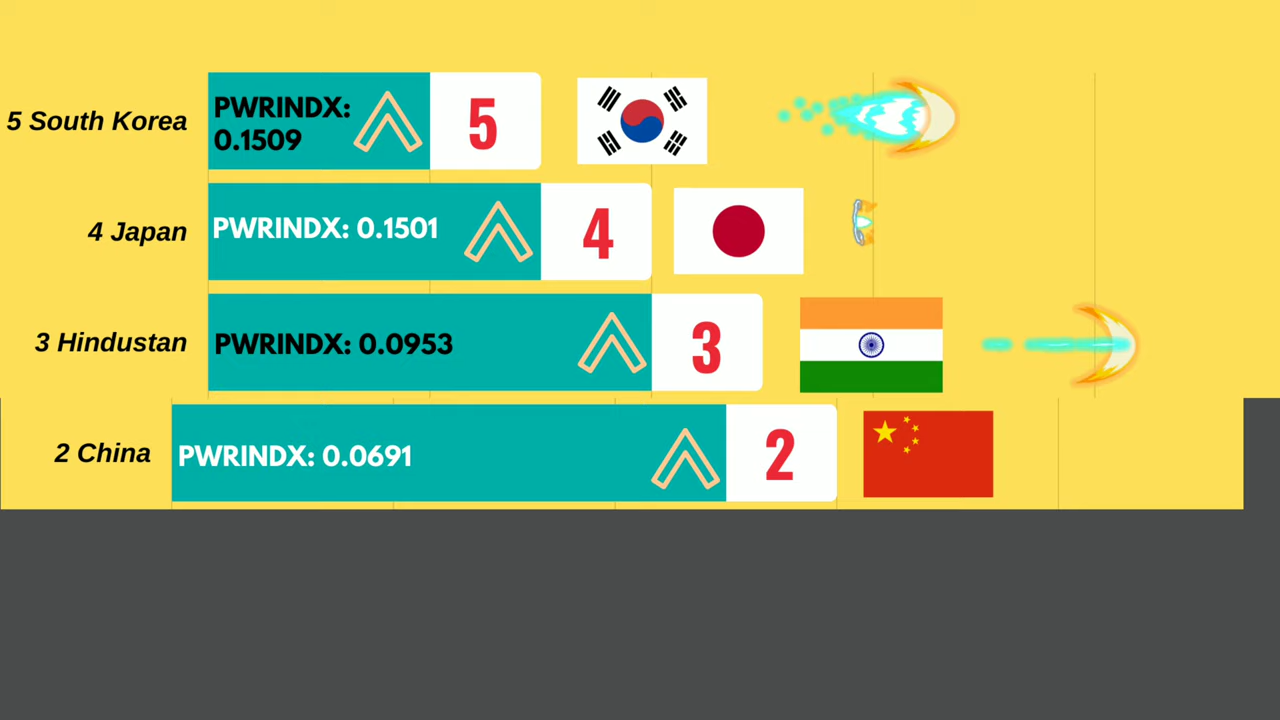 5 South Korea
PWRINDX:
0.1509
5
4 Japan
PWRINDX: 0.1501
4
3 Hindustan
PWRINDX: 0.0953
3
2 China
PWRINDX: 0.0691
2